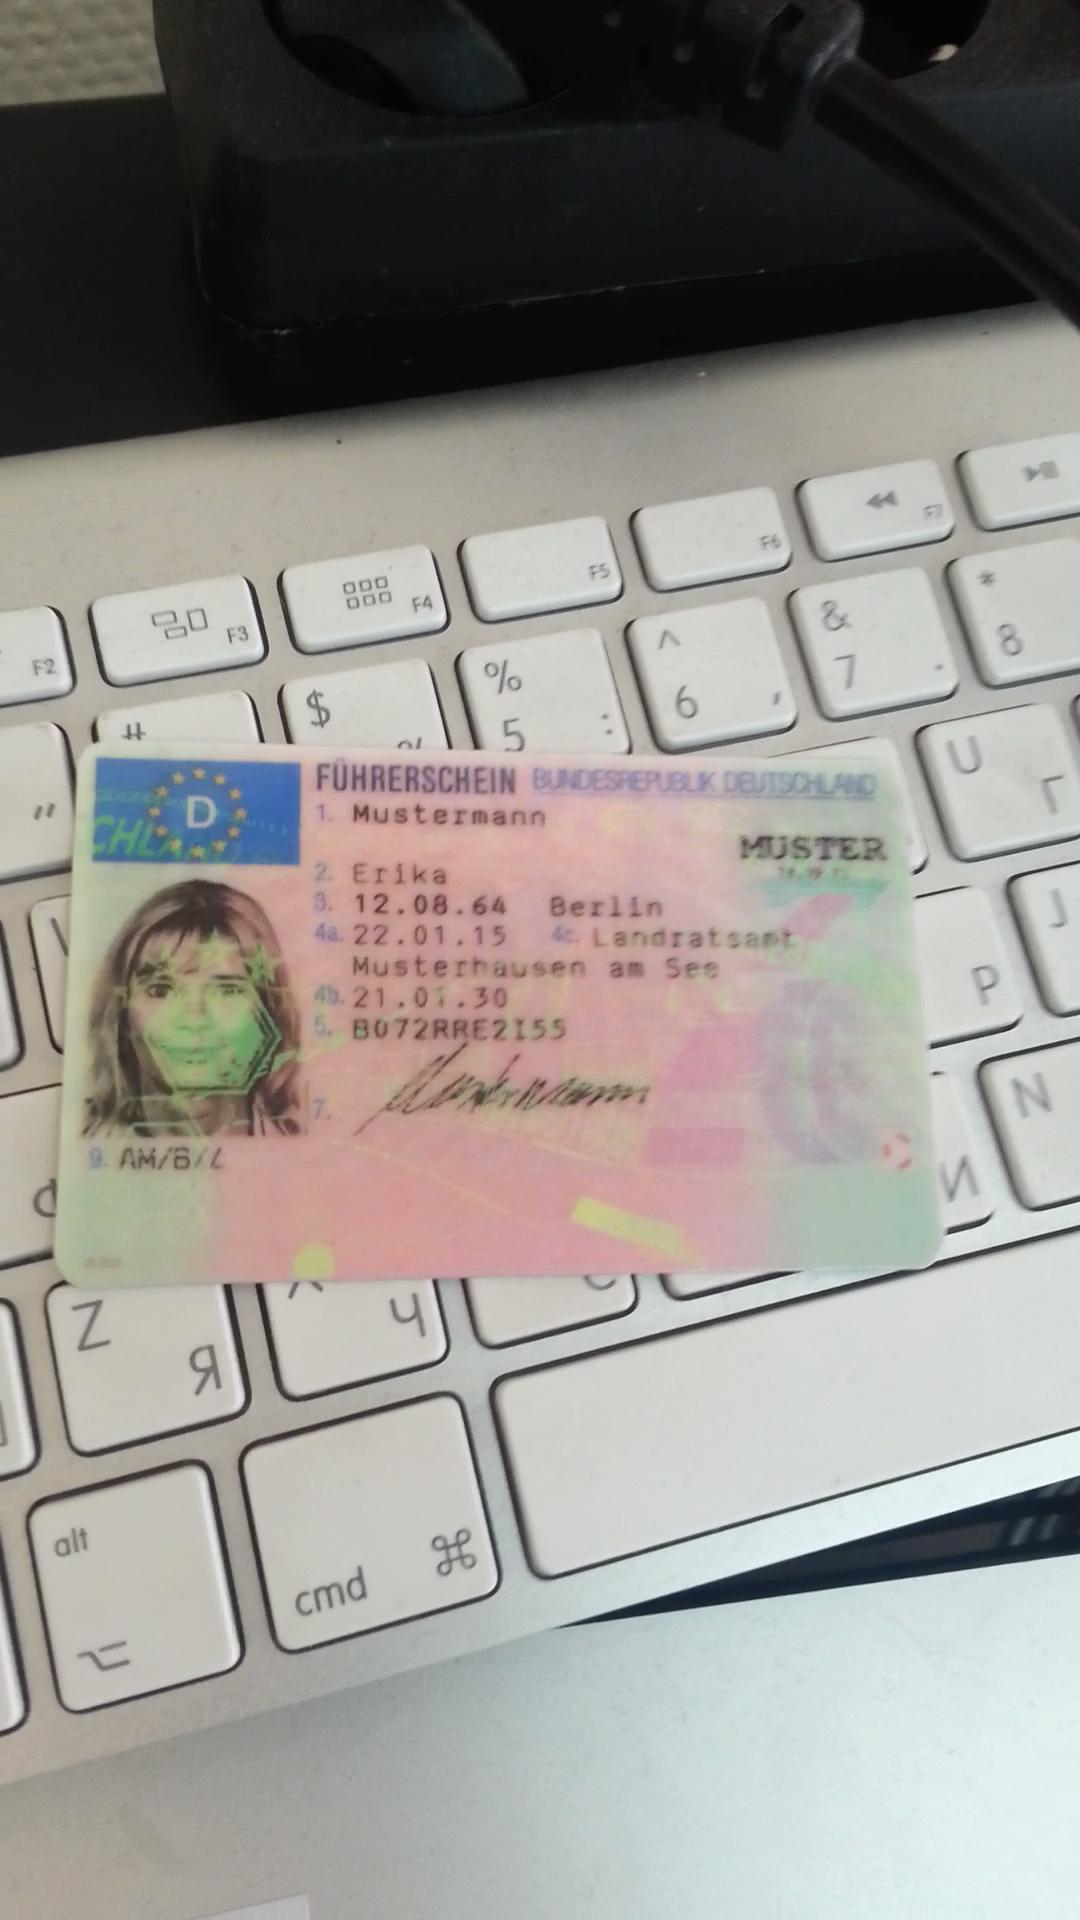 F7
F6
F5
F4
F3
F2
*
8
&
7 .
^
6 ,
%
5 :
$
%
#
"
U
Г
J
P
N
И
D
FÜHRERSCHEIN BUNDESREPUBLIK DEUTSCHLAND
1. Mustermann
MUSTER
2. Erika
3. 12.08.64 Berlin
4a. 22.01.15 4c. Landratsamt
Musterhausen am See
4b. 21.01.30
5. B072RRE2I55
7. Mustermann
9. AM/B/L
Z
Я
Ч
alt
cmd ⌘